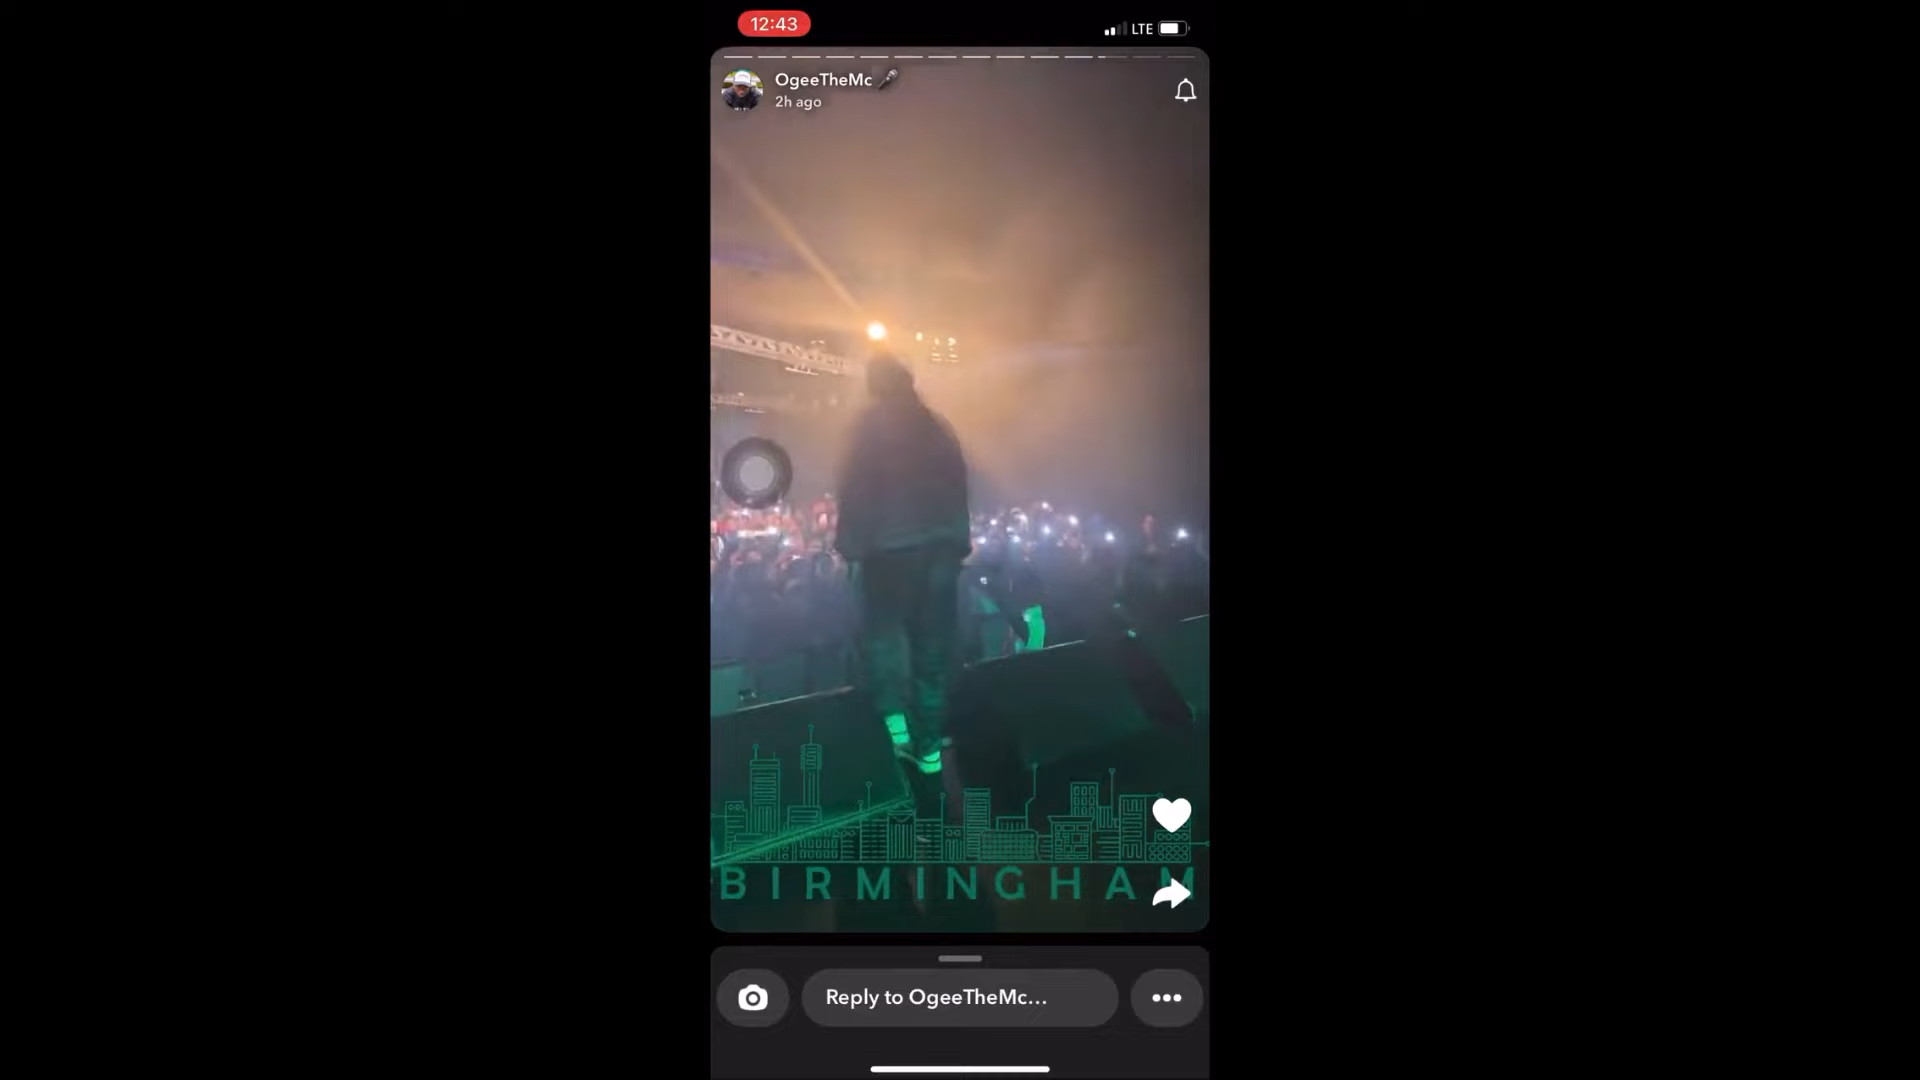 12:43
LTE
OgeeTheMc 🎤
2h ago
BIRMINGHAM
Reply to OgeeTheMc...